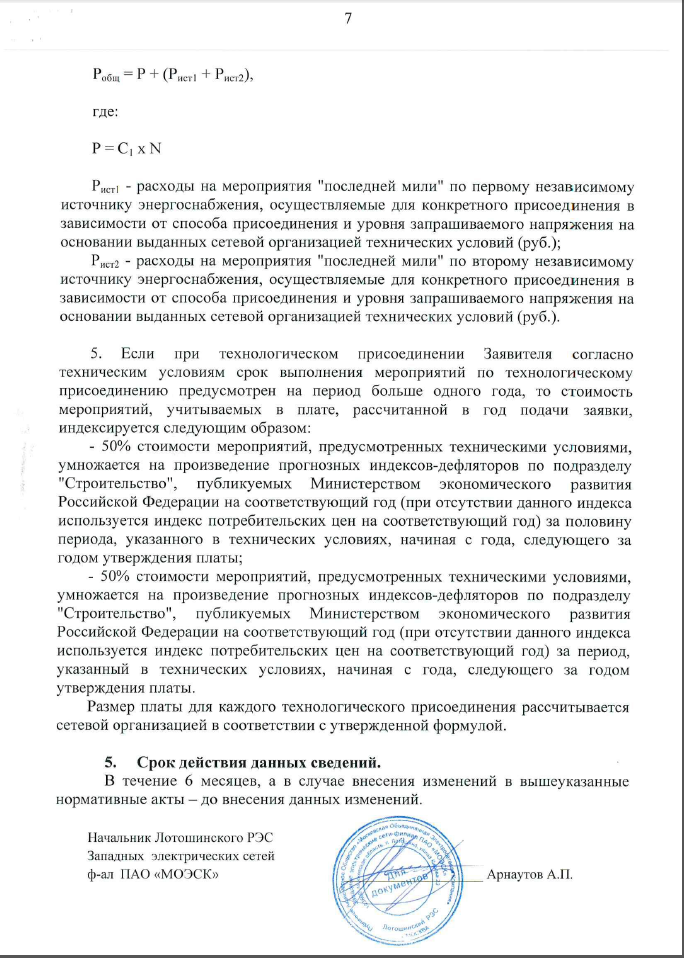 7
Робщ = Р + (Рист1 + Рист2),
где:
Р = С1 х N
Рист1 - расходы на мероприятия "последней мили" по первому независимому
источнику энергоснабжения, осуществляемые для конкретного присоединения в
зависимости от способа присоединения и уровня запрашиваемого напряжения на
основании выданных сетевой организацией технических условий (руб.);
Рист2 - расходы на мероприятия "последней мили" по второму независимому
источнику энергоснабжения, осуществляемые для конкретного присоединения в
зависимости от способа присоединения и уровня запрашиваемого напряжения на
основании выданных сетевой организацией технических условий (руб.).
5. Если при технологическом присоединении Заявителя согласно
техническим условиям срок выполнения мероприятий по технологическому
присоединению предусмотрен на период больше одного года, то стоимость
мероприятий, учитываемых в плате, рассчитанной в год подачи заявки,
индексируется следующим образом:
- 50% стоимости мероприятий, предусмотренных техническими условиями,
умножается на произведение прогнозных индексов-дефляторов по подразделу
"Строительство", публикуемых Министерством экономического развития
Российской Федерации на соответствующий год (при отсутствии данного индекса
используется индекс потребительских цен на соответствующий год) за половину
периода, указанного в технических условиях, начиная с года, следующего за
годом утверждения платы;
- 50% стоимости мероприятий, предусмотренных техническими условиями,
умножается на произведение прогнозных индексов-дефляторов по подразделу
"Строительство", публикуемых Министерством экономического развития
Российской Федерации на соответствующий год (при отсутствии данного индекса
используется индекс потребительских цен на соответствующий год) за период,
указанный в технических условиях, начиная с года, следующего за годом
утверждения платы.
Размер платы для каждого технологического присоединения рассчитывается
сетевой организацией в соответствии с утвержденной формулой.
5. Срок действия данных сведений.
В течение 6 месяцев, а в случае внесения изменений в вышеуказанные
нормативные акты – до внесения данных изменений.
Начальник Лотошинского РЭС
Западных электрических сетей
ф-ал ПАО «МОЭСК» Арнаутов А.П.
Для
документов
Лотошинский РЭС
Москва